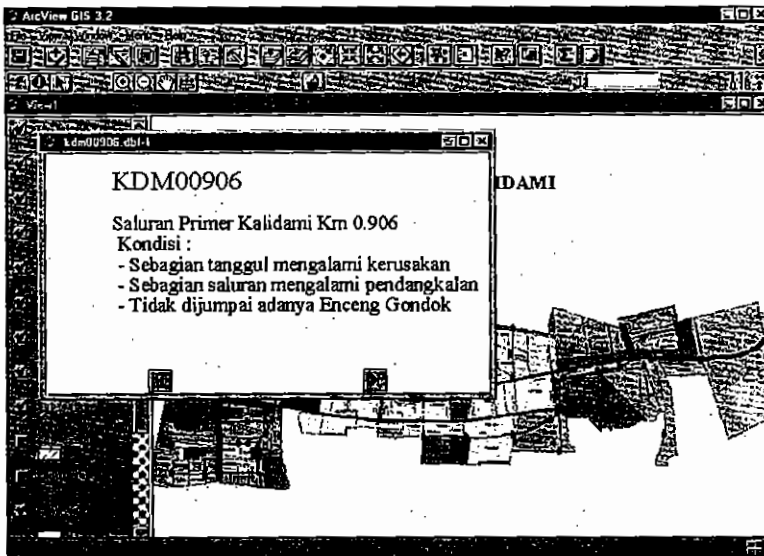 ArcView GIS 3.2
View1
kdm00906.dbf-1
KDM00906
IDAMI
Saluran Primer Kalidami Km 0.906
Kondisi :
- Sebagian tanggul mengalami kerusakan
- Sebagian saluran mengalami pendangkalan
- Tidak dijumpai adanya Enceng Gondok